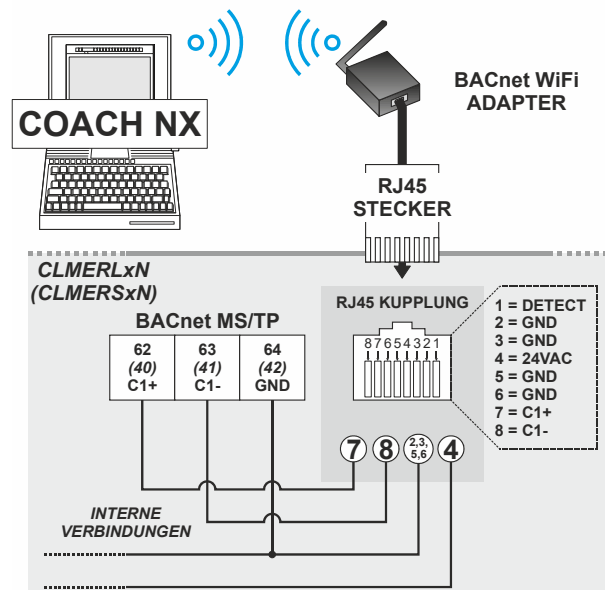 COACH NX
BACnet WiFi
ADAPTER
RJ45
STECKER
CLMERLxN
(CLMERSxN)
BACnet MS/TP
62
(40)
C1+
63
(41)
C1-
64
(42)
GND
RJ45 KUPPLUNG
87654321
1 = DETECT
2 = GND
3 = GND
4 = 24VAC
5 = GND
6 = GND
7 = C1+
8 = C1-
7
8
2,3,
5,6
4
INTERNE
VERBINDUNGEN